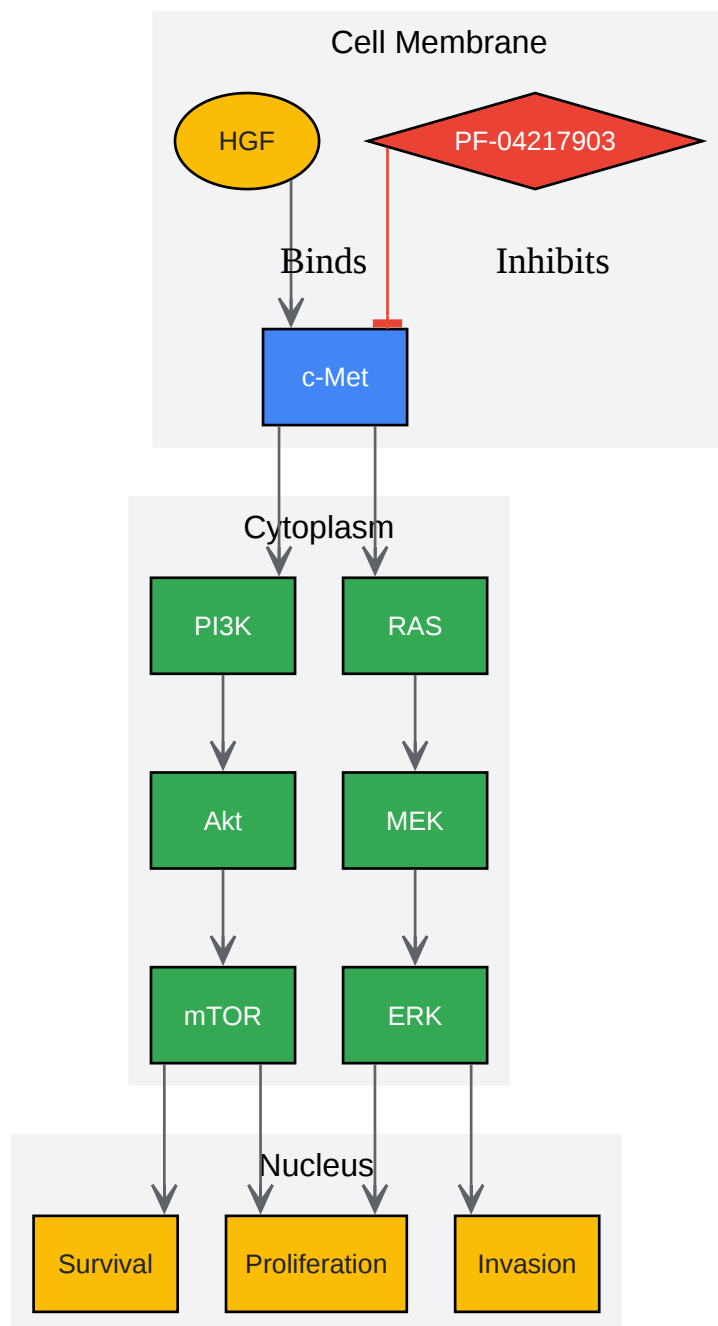 Cell Membrane
HGF
PF-04217903
Binds
Inhibits
c-Met
Cytoplasm
PI3K
RAS
Akt
MEK
mTOR
ERK
Nucleus
Survival
Proliferation
Invasion